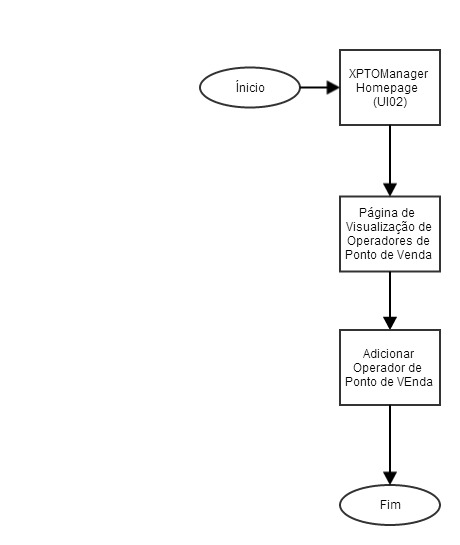 Ínicio
XPTOManager
Homepage
(UI02)
Página de
Visualização de
Operadores de
Ponto de Venda
Adicionar
Operador de
Ponto de VEnda
Fim